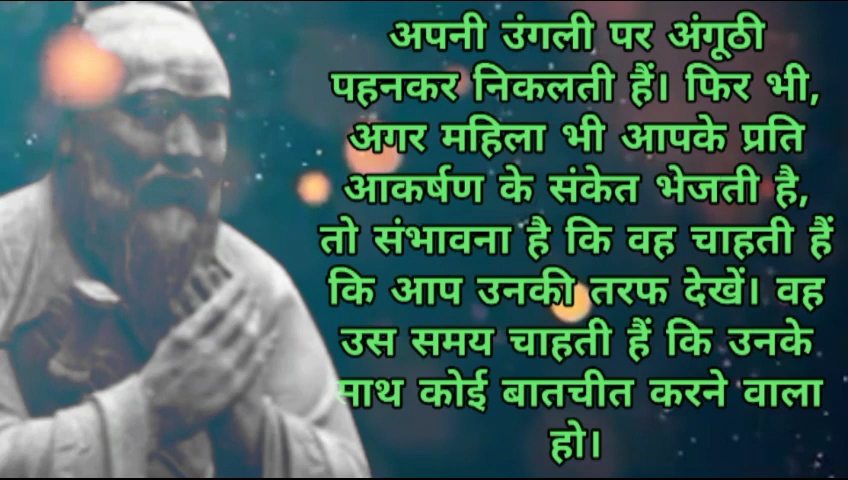 अपनी उंगली पर अंगूठी
पहनकर निकलती हैं। फिर भी,
अगर महिला भी आपके प्रति
आकर्षण के संकेत भेजती है,
तो संभावना है कि वह चाहती हैं
कि आप उनकी तरफ देखें। वह
उस समय चाहती हैं कि उनके
साथ कोई बातचीत करने वाला
हो।